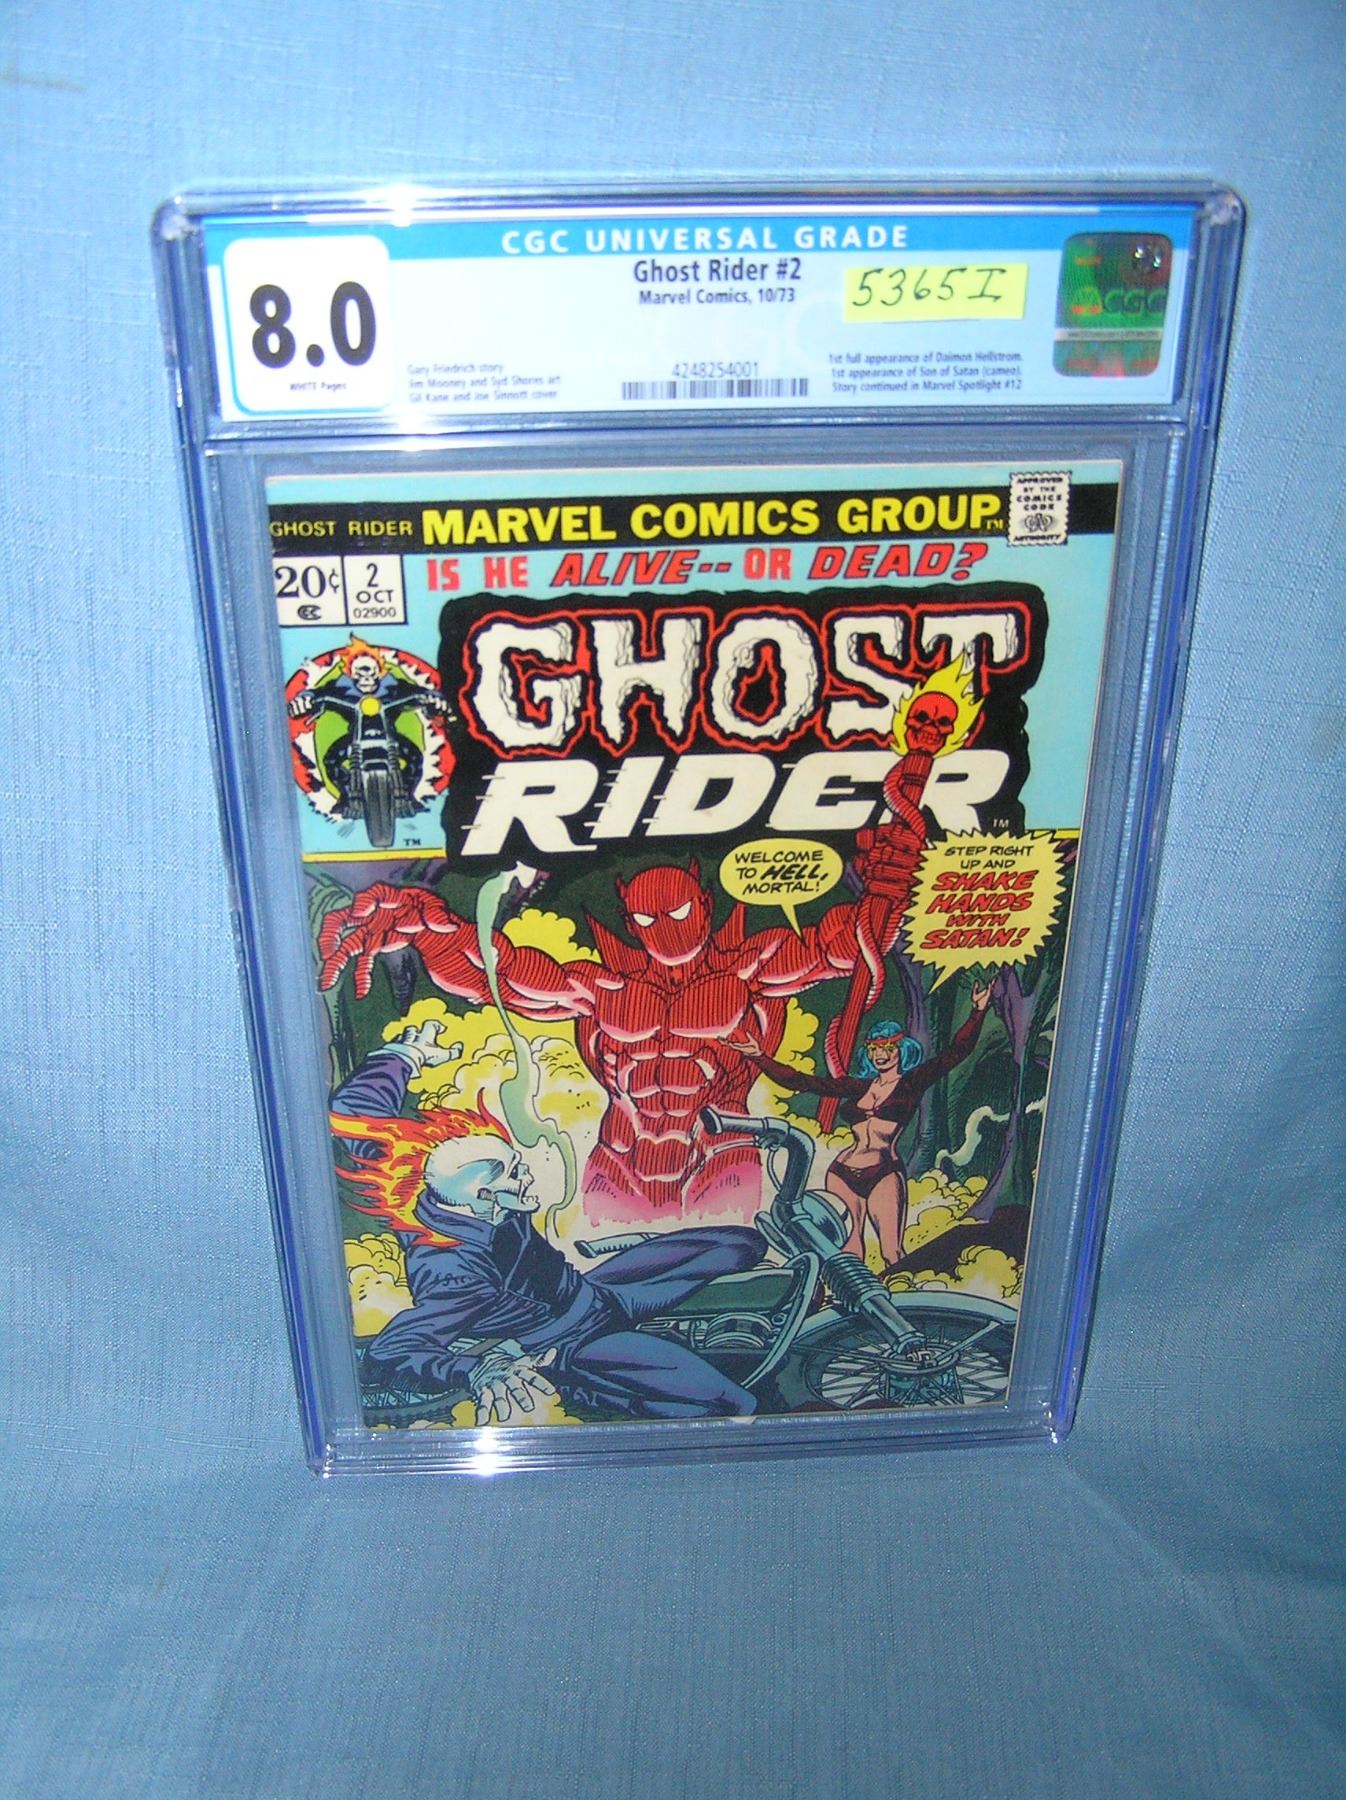 CGC UNIVERSAL GRADE
8.0
WHITE Pages
Ghost Rider #2
Marvel Comics, 10/73
5365I
CGC
Gary Friedrich story
Jim Mooney and Syd Shores art
Gil Kane and Joe Sinnott cover
4248254001
1st full appearance of Daimon Hellstrom.
1st appearance of Son of Satan (cameo).
Story continued in Marvel Spotlight #12
GHOST RIDER
MARVEL COMICS GROUP
TM
APPROVED
BY THE
COMICS
CODE
AUTHORITY
20¢
CC
2
OCT
02900
IS HE ALIVE-- OR DEAD?
GHOST
RIDER
TM
TM
WELCOME
TO HELL,
MORTAL!
STEP RIGHT
UP AND
SHAKE
HANDS
WITH
SATAN!